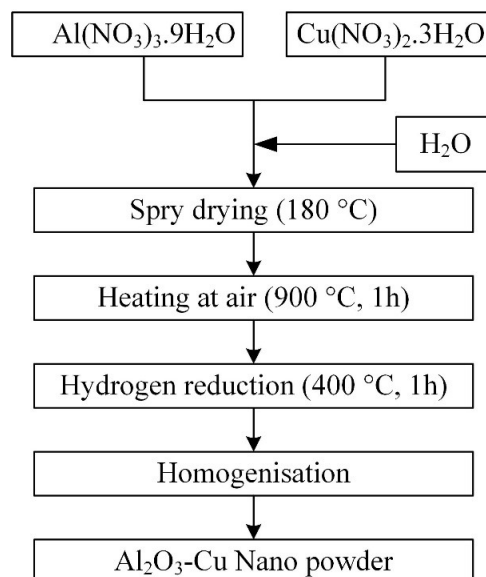 Al(NO₃)₃.9H₂O
Cu(NO₃)₂.3H₂O
H₂O
Spry drying (180 °C)
Heating at air (900 °C, 1h)
Hydrogen reduction (400 °C, 1h)
Homogenisation
Al₂O₃-Cu Nano powder